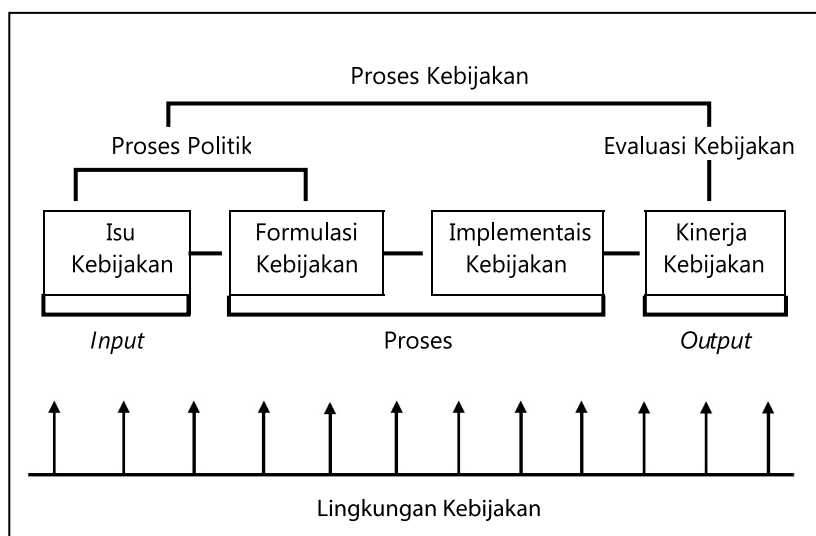 Proses Kebijakan
Proses Politik
Evaluasi Kebijakan
Isu
Kebijakan
Formulasi
Kebijakan
Implementais
Kebijakan
Kinerja
Kebijakan
Input
Proses
Output
Lingkungan Kebijakan